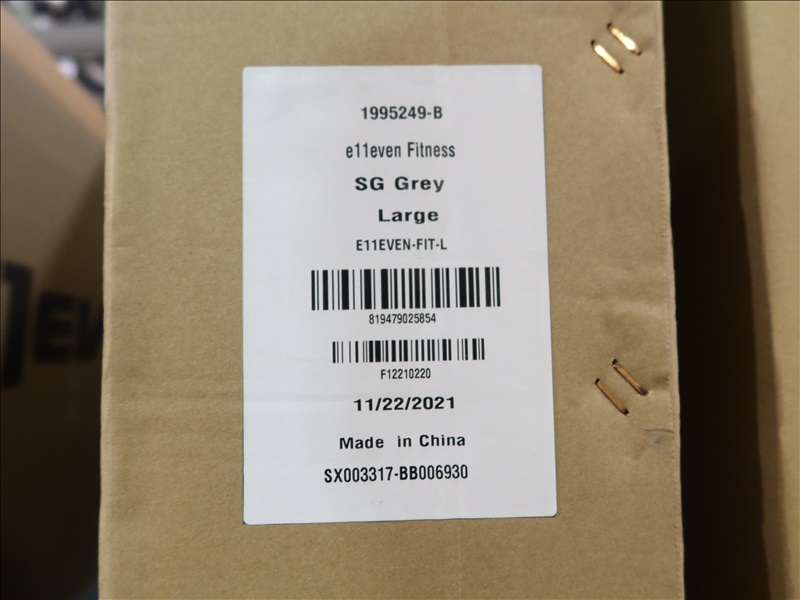 1995249-B
e11even Fitness
SG Grey
Large
E11EVEN-FIT-L
819479025854
F12210220
11/22/2021
Made in China
SX003317-BB006930